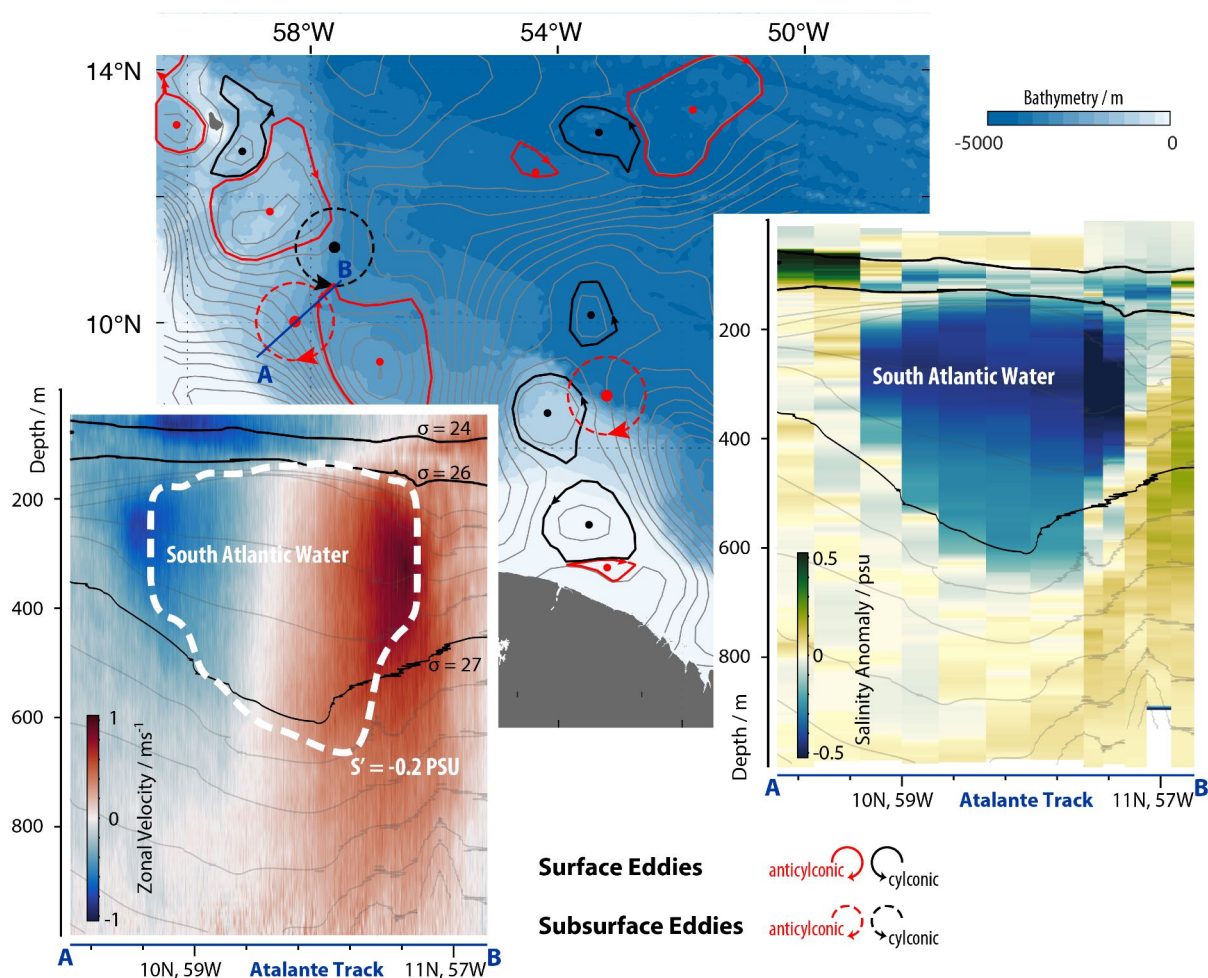 58°W 54°W 50°W
14°N
10°N
Bathymetry / m
-5000 0
B
A
Depth / m
200
400
600
800
σ = 24
σ = 26
South Atlantic Water
σ = 27
S’ = -0.2 PSU
1
0
-1
Zonal Velocity / ms⁻¹
A B
10N, 59W Atalante Track 11N, 57W
200
400
600
800
Depth / m
South Atlantic Water
0.5
0
-0.5
Salinity Anomaly / psu
A B
10N, 59W Atalante Track 11N, 57W
Surface Eddies anticylconic cylconic
Subsurface Eddies anticylconic cylconic